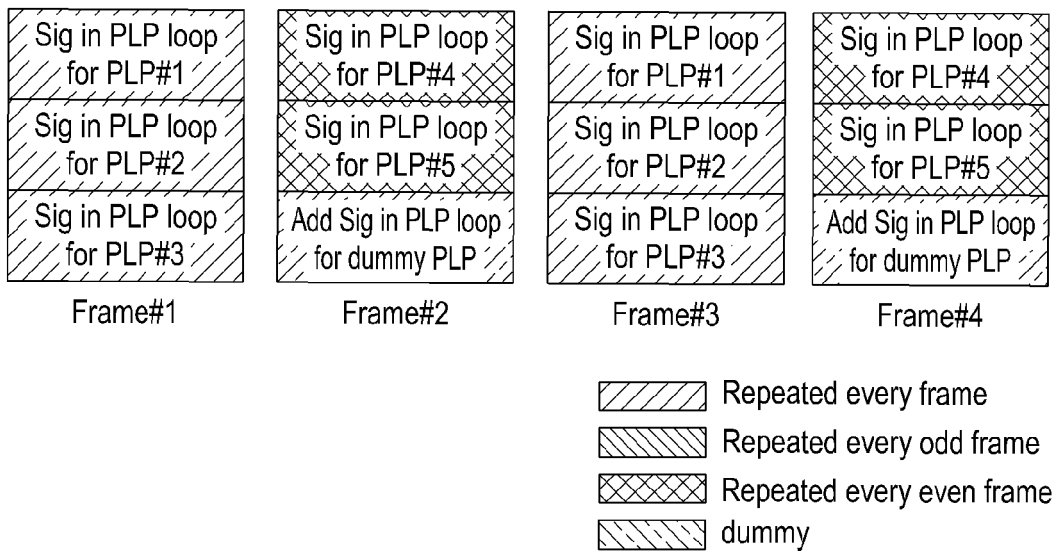 Sig in PLP loop
for PLP#1
Sig in PLP loop
for PLP#2
Sig in PLP loop
for PLP#3
Frame#1
Sig in PLP loop
for PLP#4
Sig in PLP loop
for PLP#5
Add Sig in PLP loop
for dummy PLP
Frame#2
Sig in PLP loop
for PLP#1
Sig in PLP loop
for PLP#2
Sig in PLP loop
for PLP#3
Frame#3
Sig in PLP loop
for PLP#4
Sig in PLP loop
for PLP#5
Add Sig in PLP loop
for dummy PLP
Frame#4
Repeated every frame
Repeated every odd frame
Repeated every even frame
dummy